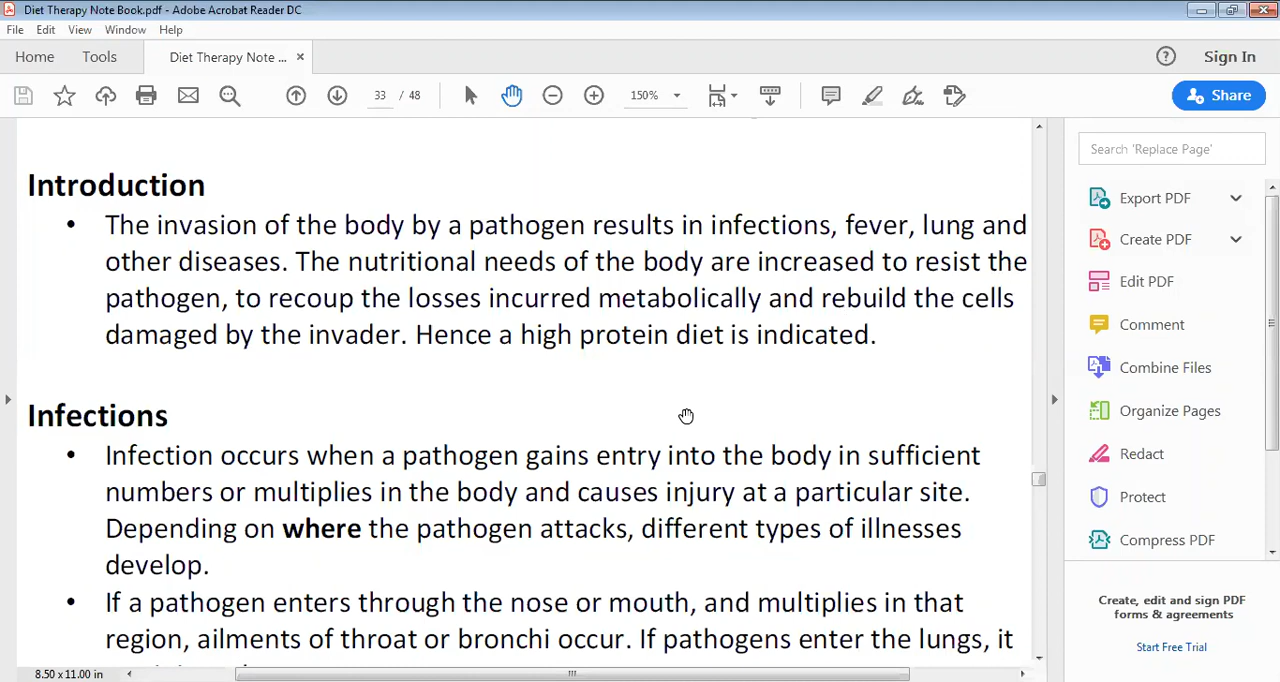 Diet Therapy Note Book.pdf - Adobe Acrobat Reader DC
File Edit View Window Help
Home Tools Diet Therapy Note ... × ? Sign In
33 / 48 150% Share
Introduction
• The invasion of the body by a pathogen results in infections, fever, lung and
other diseases. The nutritional needs of the body are increased to resist the
pathogen, to recoup the losses incurred metabolically and rebuild the cells
damaged by the invader. Hence a high protein diet is indicated.
Infections
• Infection occurs when a pathogen gains entry into the body in sufficient
numbers or multiplies in the body and causes injury at a particular site.
Depending on where the pathogen attacks, different types of illnesses
develop.
• If a pathogen enters through the nose or mouth, and multiplies in that
region, ailments of throat or bronchi occur. If pathogens enter the lungs, it
8.50 x 11.00 in
Search 'Replace Page'
Export PDF
Create PDF
Edit PDF
Comment
Combine Files
Organize Pages
Redact
Protect
Compress PDF
Create, edit and sign PDF
forms & agreements
Start Free Trial